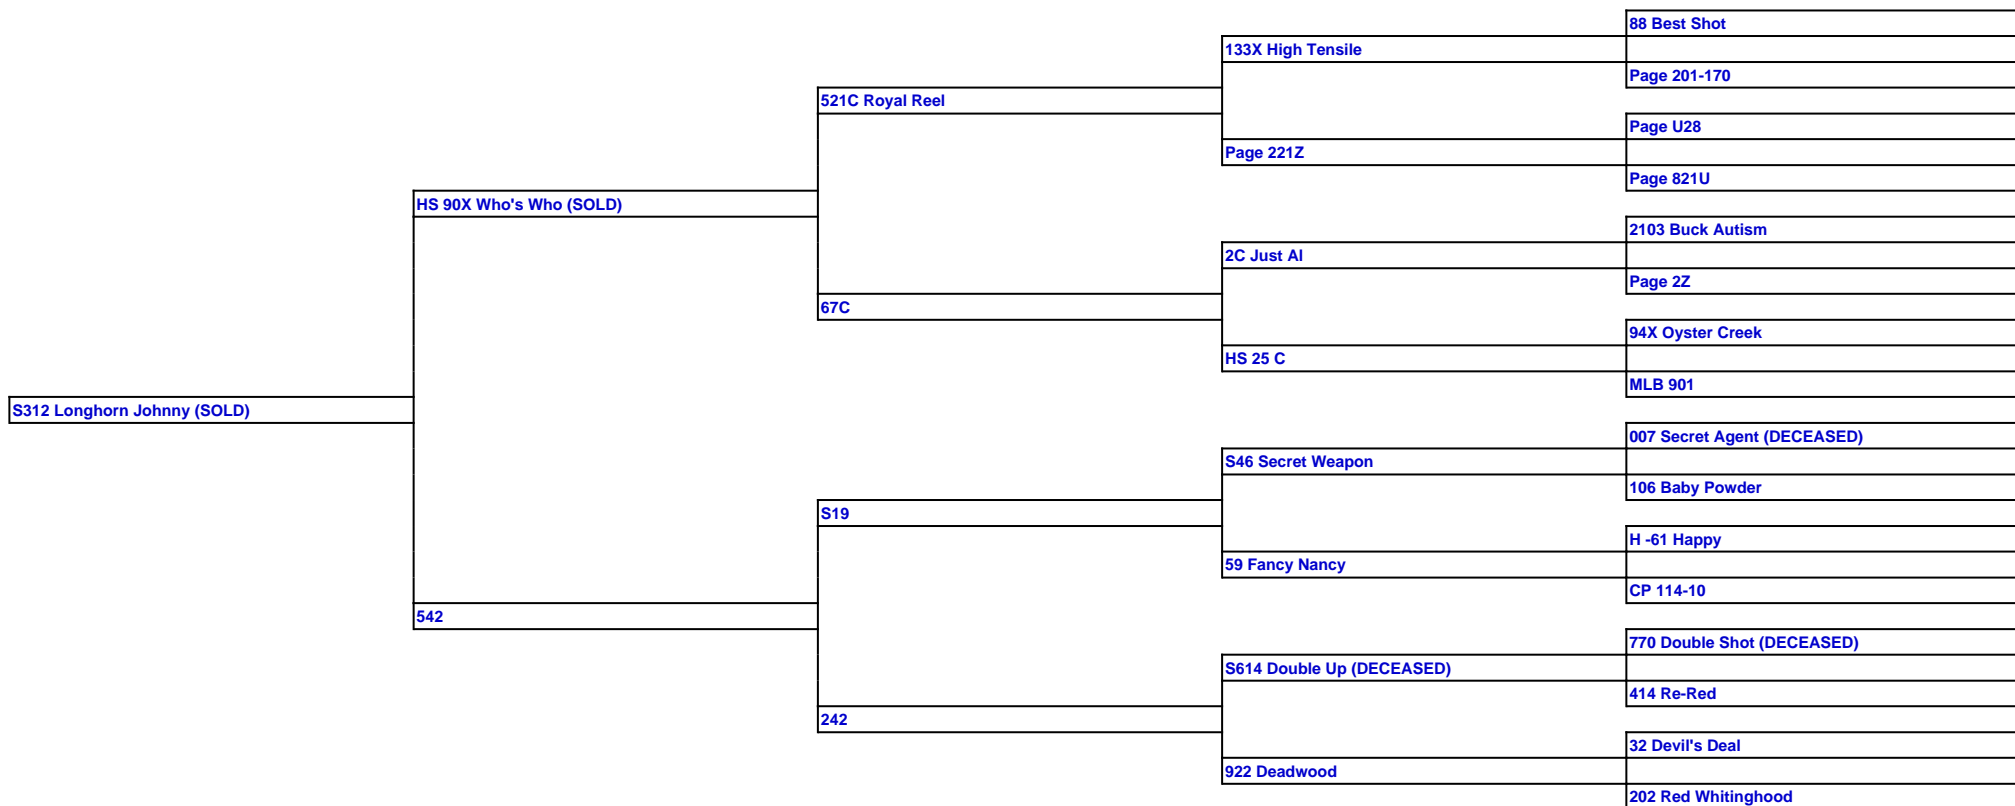 88 Best Shot
133X High Tensile
Page 201-170
521C Royal Reel
Page U28
Page 221Z
Page 821U
HS 90X Who's Who (SOLD)
2103 Buck Autism
2C Just AI
Page 2Z
67C
94X Oyster Creek
HS 25 C
MLB 901
S312 Longhorn Johnny (SOLD)
007 Secret Agent (DECEASED)
S46 Secret Weapon
106 Baby Powder
S19
H -61 Happy
59 Fancy Nancy
CP 114-10
542
770 Double Shot (DECEASED)
S614 Double Up (DECEASED)
414 Re-Red
242
32 Devil's Deal
922 Deadwood
202 Red Whitinghood